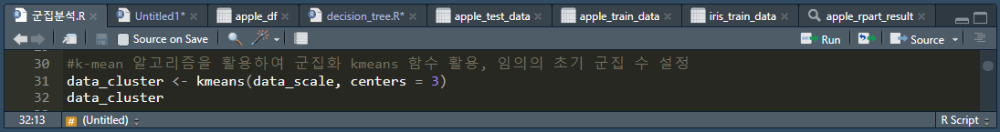 군집분석.R × Untitled1* × apple_df × decision_tree.R* × apple_test_data × apple_train_data × iris_train_data × apple_rpart_result ×
Source on Save Run Source
30 #k-mean 알고리즘을 활용하여 군집화 kmeans 함수 활용, 임의의 초기 군집 수 설정
31 data_cluster <- kmeans(data_scale, centers = 3)
32 data_cluster
32:13 # (Untitled) R Script